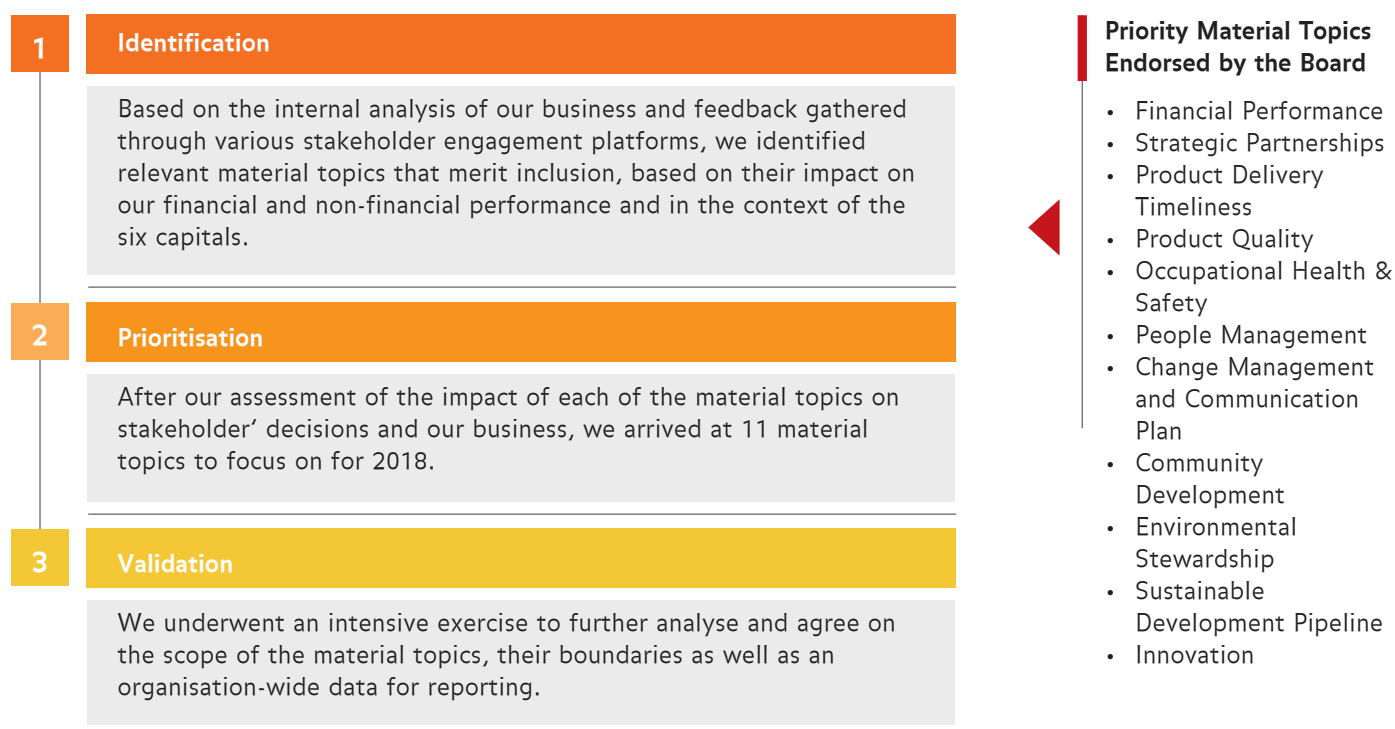 1
Identification
Based on the internal analysis of our business and feedback gathered
through various stakeholder engagement platforms, we identified
relevant material topics that merit inclusion, based on their impact on
our financial and non-financial performance and in the context of the
six capitals.
2
Prioritisation
After our assessment of the impact of each of the material topics on
stakeholder‘ decisions and our business, we arrived at 11 material
topics to focus on for 2018.
3
Validation
We underwent an intensive exercise to further analyse and agree on
the scope of the material topics, their boundaries as well as an
organisation-wide data for reporting.
Priority Material Topics
Endorsed by the Board
• Financial Performance
• Strategic Partnerships
• Product Delivery
Timeliness
• Product Quality
• Occupational Health &
Safety
• People Management
• Change Management
and Communication
Plan
• Community
Development
• Environmental
Stewardship
• Sustainable
Development Pipeline
• Innovation